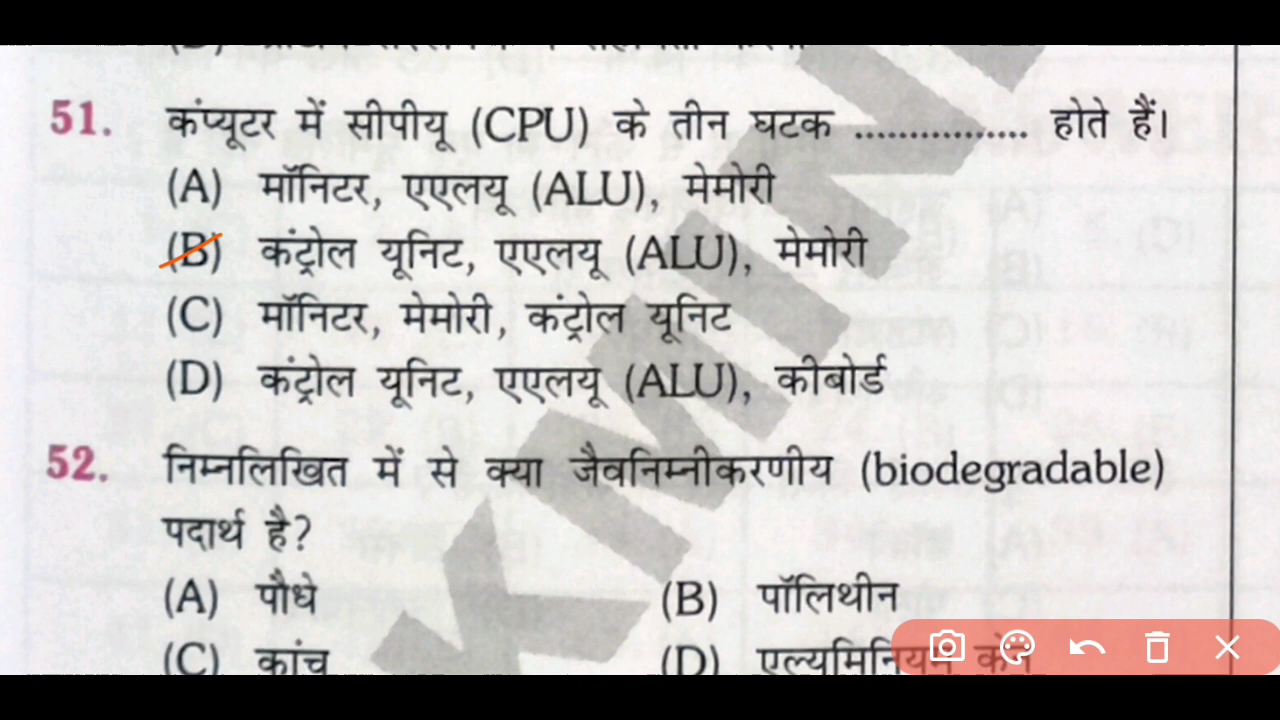 51. कंप्यूटर में सीपीयू (CPU) के तीन घटक ................ होते हैं।
(A) मॉनिटर, एएलयू (ALU), मेमोरी
(B) कंट्रोल यूनिट, एएलयू (ALU), मेमोरी
(C) मॉनिटर, मेमोरी, कंट्रोल यूनिट
(D) कंट्रोल यूनिट, एएलयू (ALU), कीबोर्ड
52. निम्नलिखित में से क्या जैवनिम्नीकरणीय (biodegradable)
पदार्थ है?
(A) पौधे (B) पॉलिथीन
(C) कांच (D) एल्यूमिनियम केन